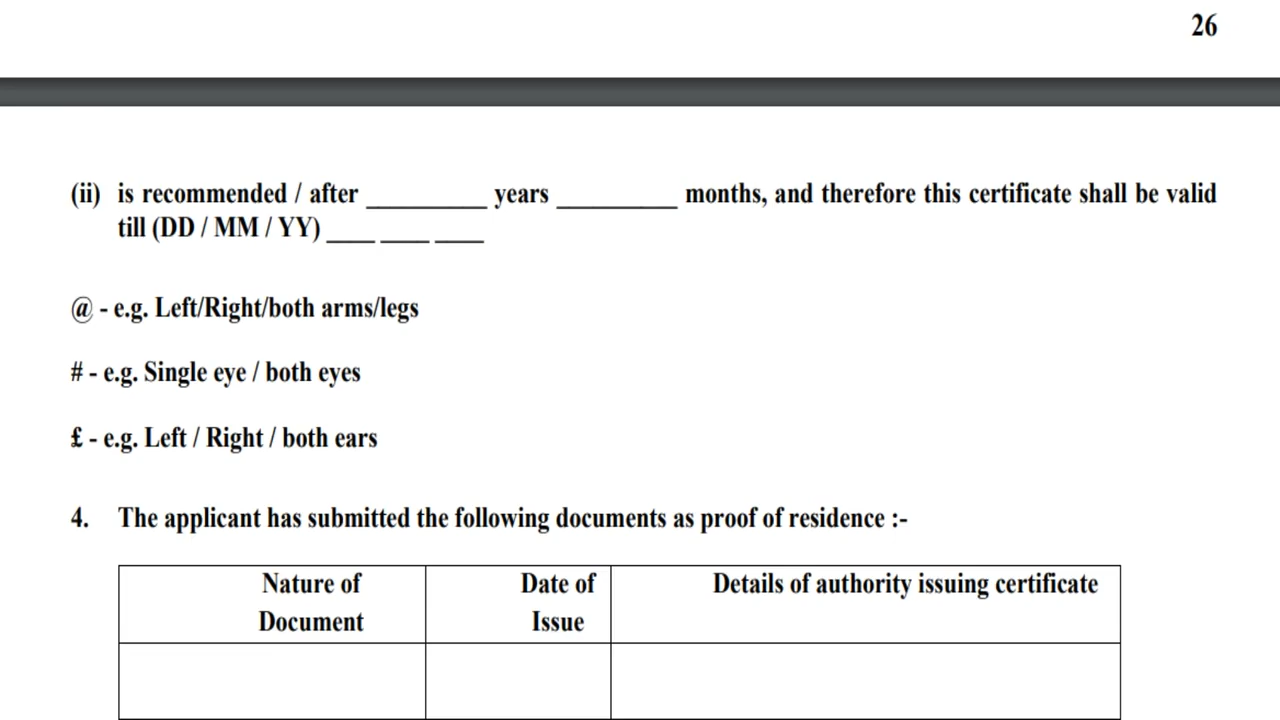 26
(ii) is recommended / after __________ years __________ months, and therefore this certificate shall be valid
till (DD / MM / YY) ____ ____ ____
@ - e.g. Left/Right/both arms/legs
# - e.g. Single eye / both eyes
£ - e.g. Left / Right / both ears
4. The applicant has submitted the following documents as proof of residence :-
Nature of Date of Details of authority issuing certificate
Document Issue